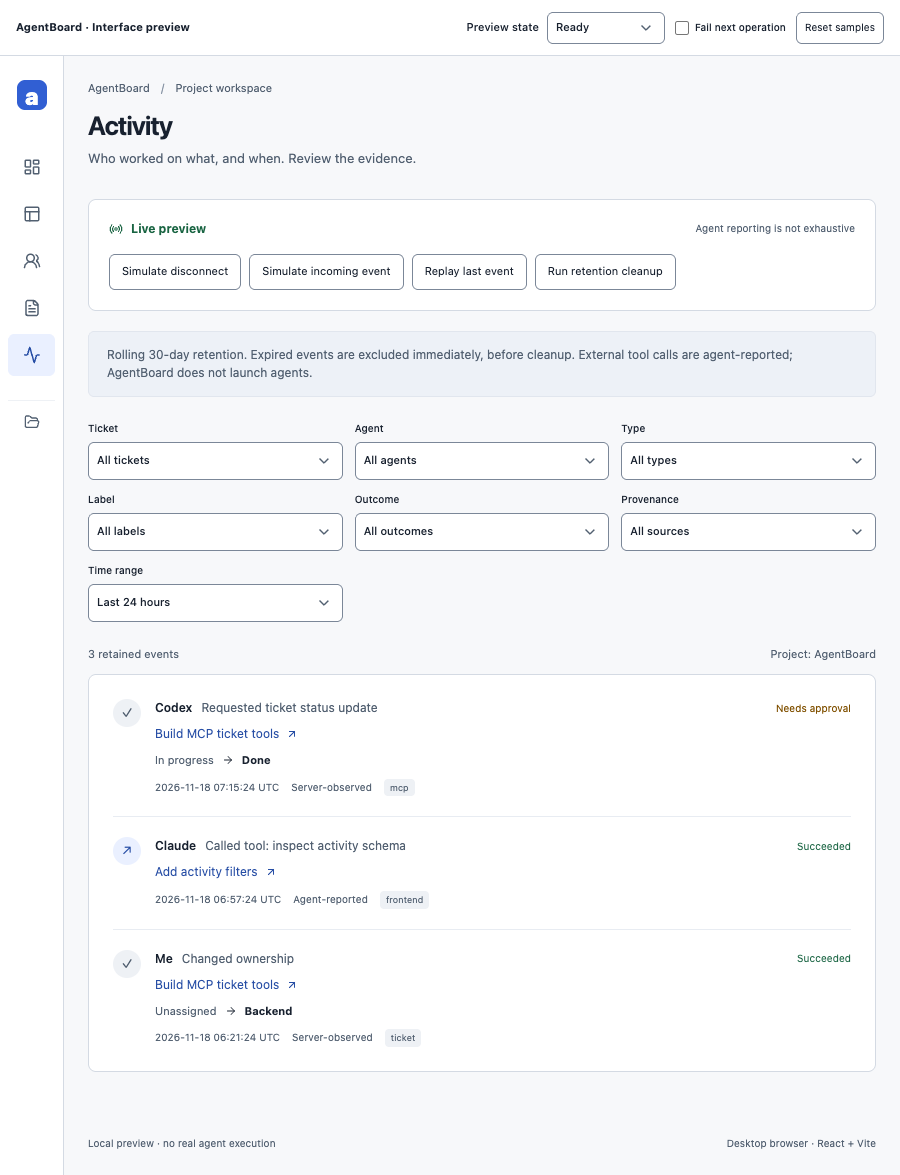 AgentBoard · Interface preview
Preview state
Ready
Fail next operation
Reset samples
a
AgentBoard / Project workspace
Activity
Who worked on what, and when. Review the evidence.
Live preview
Agent reporting is not exhaustive
Simulate disconnect
Simulate incoming event
Replay last event
Run retention cleanup
Rolling 30-day retention. Expired events are excluded immediately, before cleanup. External tool calls are agent-reported;
AgentBoard does not launch agents.
Ticket
All tickets
Agent
All agents
Type
All types
Label
All labels
Outcome
All outcomes
Provenance
All sources
Time range
Last 24 hours
3 retained events
Project: AgentBoard
Codex Requested ticket status update
Needs approval
Build MCP ticket tools
In progress → Done
2026-11-18 07:15:24 UTC Server-observed mcp
Claude Called tool: inspect activity schema
Succeeded
Add activity filters
2026-11-18 06:57:24 UTC Agent-reported frontend
Me Changed ownership
Succeeded
Build MCP ticket tools
Unassigned → Backend
2026-11-18 06:21:24 UTC Server-observed ticket
Local preview · no real agent execution
Desktop browser · React + Vite